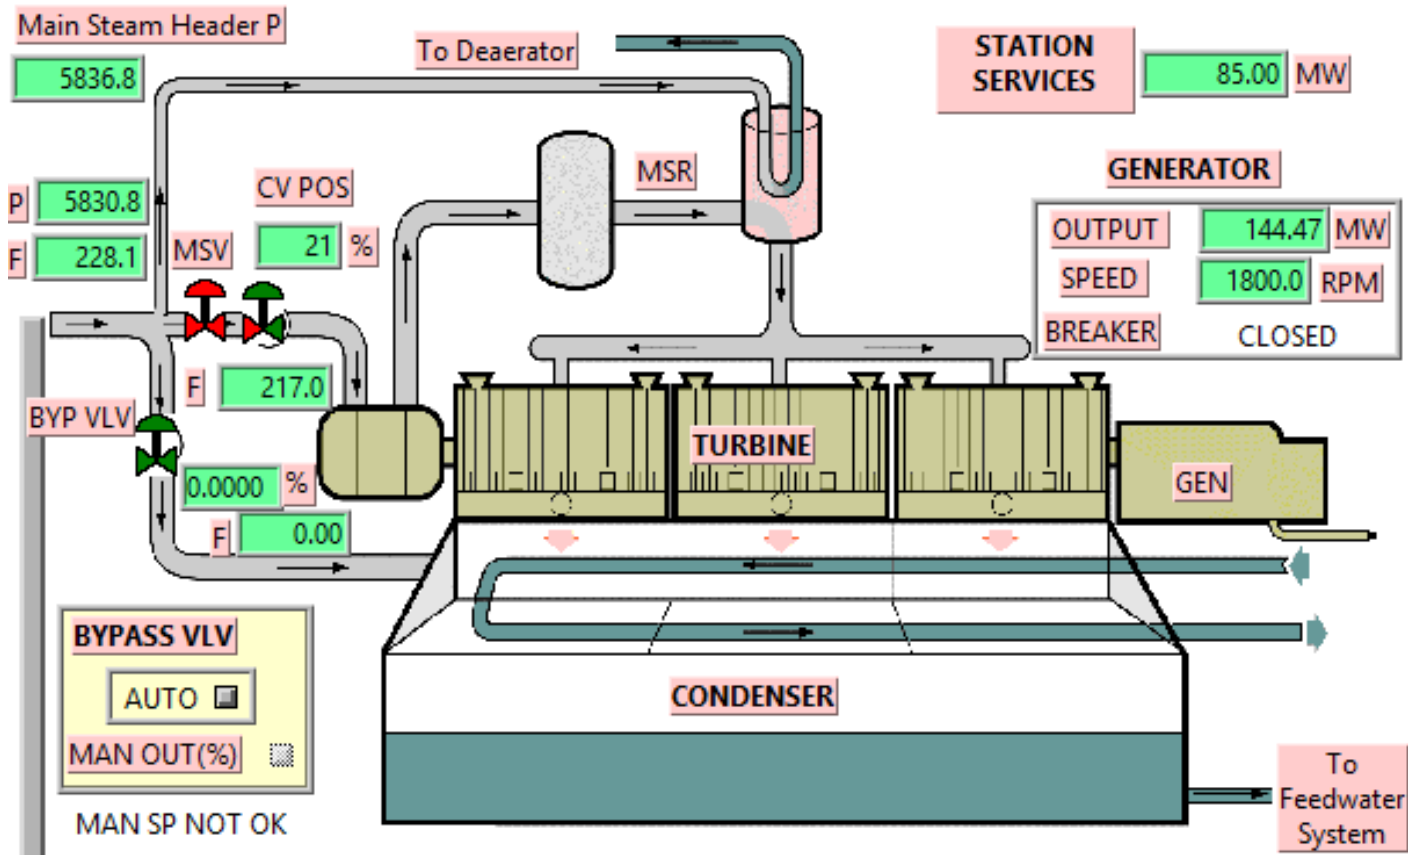 Main Steam Header P
5836.8
To Deaerator
STATION
SERVICES
85.00 MW
P 5830.8
F 228.1
MSV
CV POS
21 %
MSR
GENERATOR
OUTPUT 144.47 MW
SPEED 1800.0 RPM
BREAKER CLOSED
F 217.0
BYP VLV
0.0000 %
F 0.00
TURBINE
GEN
BYPASS VLV
AUTO
MAN OUT(%)
MAN SP NOT OK
CONDENSER
To
Feedwater
System